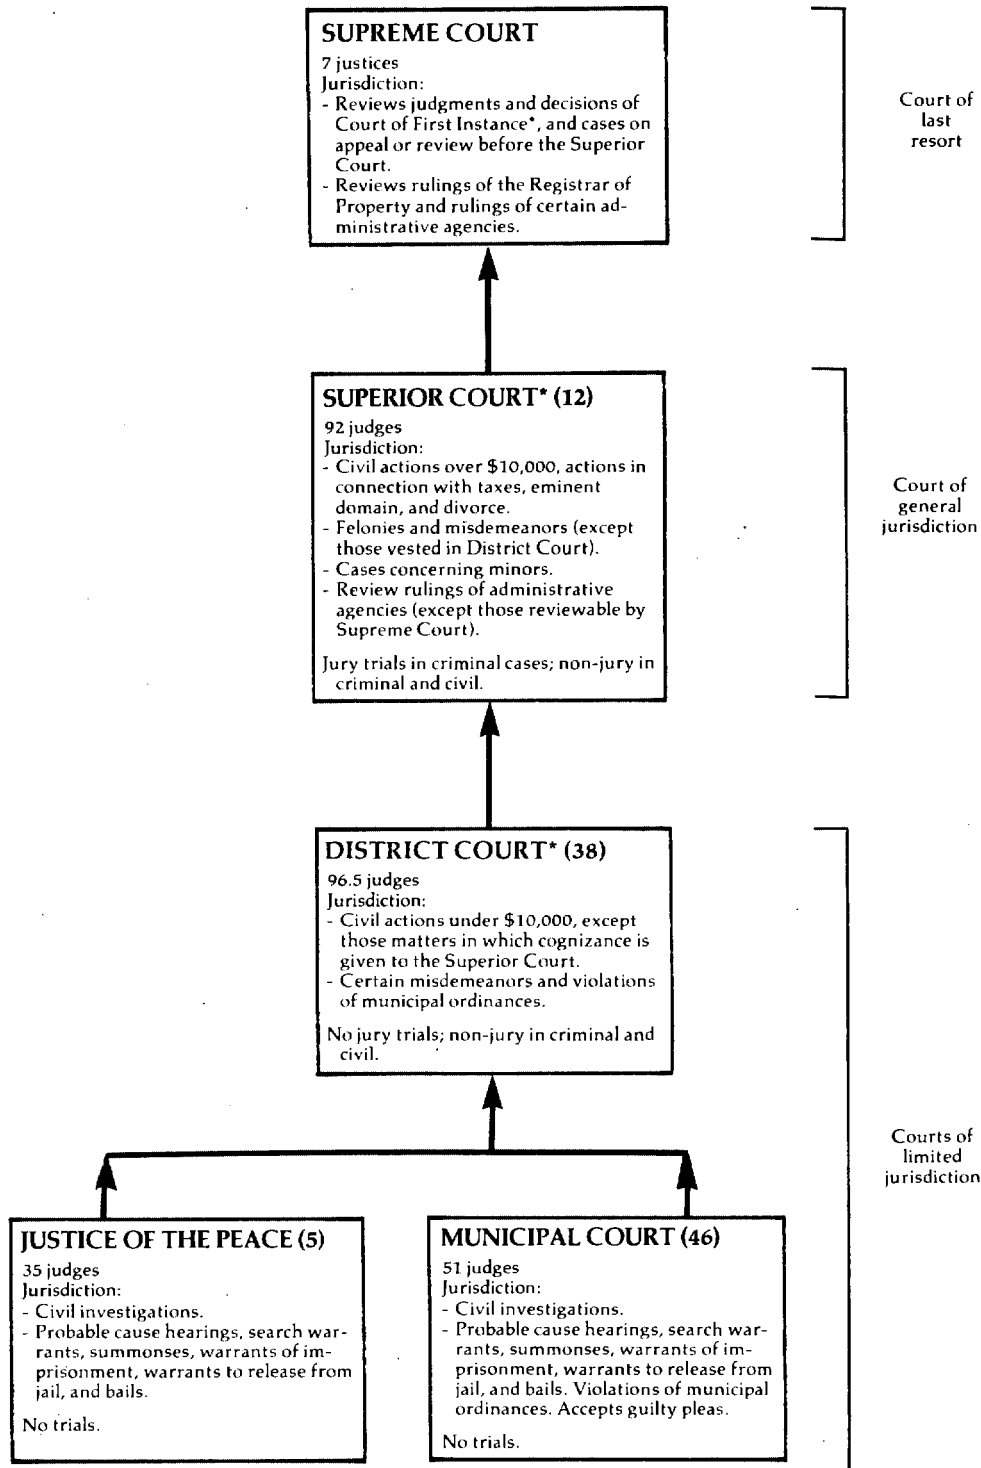 SUPREME COURT
7 justices
Jurisdiction:
- Reviews judgments and decisions of
Court of First Instance*, and cases on
appeal or review before the Superior
Court.
- Reviews rulings of the Registrar of
Property and rulings of certain ad-
ministrative agencies.
Court of
last
resort
SUPERIOR COURT* (12)
92 judges
Jurisdiction:
- Civil actions over $10,000, actions in
connection with taxes, eminent
domain, and divorce.
- Felonies and misdemeanors (except
those vested in District Court).
- Cases concerning minors.
- Review rulings of administrative
agencies (except those reviewable by
Supreme Court).
Jury trials in criminal cases; non-jury in
criminal and civil.
Court of
general
jurisdiction
DISTRICT COURT* (38)
96.5 judges
Jurisdiction:
- Civil actions under $10,000, except
those matters in which cognizance is
given to the Superior Court.
- Certain misdemeanors and violations
of municipal ordinances.
No jury trials; non-jury in criminal and
civil.
Courts of
limited
jurisdiction
JUSTICE OF THE PEACE (5)
35 judges
Jurisdiction:
- Civil investigations.
- Probable cause hearings, search war-
rants, summonses, warrants of im-
prisonment, warrants to release from
jail, and bails.
No trials.
MUNICIPAL COURT (46)
51 judges
Jurisdiction:
- Civil investigations.
- Probable cause hearings, search war-
rants, summonses, warrants of im-
prisonment, warrants to release from
jail, and bails. Violations of municipal
ordinances. Accepts guilty pleas.
No trials.